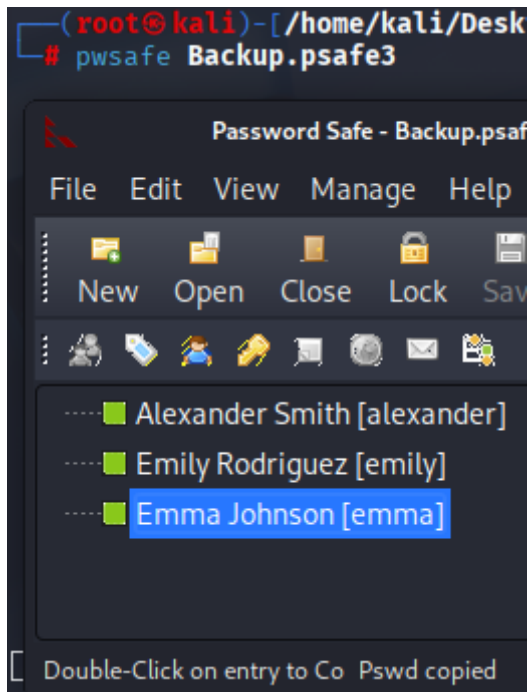 (root㉿kali)-[/home/kali/Desk
# pwsafe Backup.psafe3
Password Safe - Backup.psaf
File Edit View Manage Help
New Open Close Lock Sav
Alexander Smith [alexander]
Emily Rodriguez [emily]
Emma Johnson [emma]
Double-Click on entry to Co Pswd copied